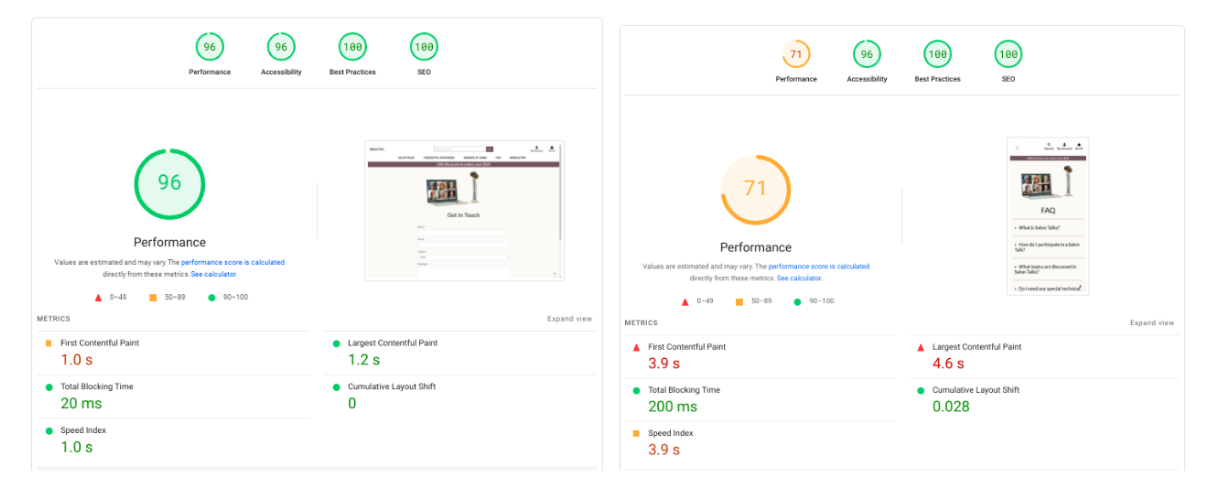 96
96
100
100
Performance
Accessibility
Best Practices
SEO
96
Performance
Values are estimated and may vary. The performance score is calculated
directly from these metrics. See calculator.
0–49
50–89
90–100
Get In Touch
METRICS
Expand view
First Contentful Paint
1.0 s
Largest Contentful Paint
1.2 s
Total Blocking Time
20 ms
Cumulative Layout Shift
0
Speed Index
1.0 s
71
96
100
100
Performance
Accessibility
Best Practices
SEO
71
Performance
Values are estimated and may vary. The performance score is calculated
directly from these metrics. See calculator.
0–49
50–89
90–100
FAQ
What is Salon Talks?
How do I participate in a Salon
Talk?
What topics are discussed in
Salon Talks?
Do I need any special technical
METRICS
Expand view
First Contentful Paint
3.9 s
Largest Contentful Paint
4.6 s
Total Blocking Time
200 ms
Cumulative Layout Shift
0.028
Speed Index
3.9 s